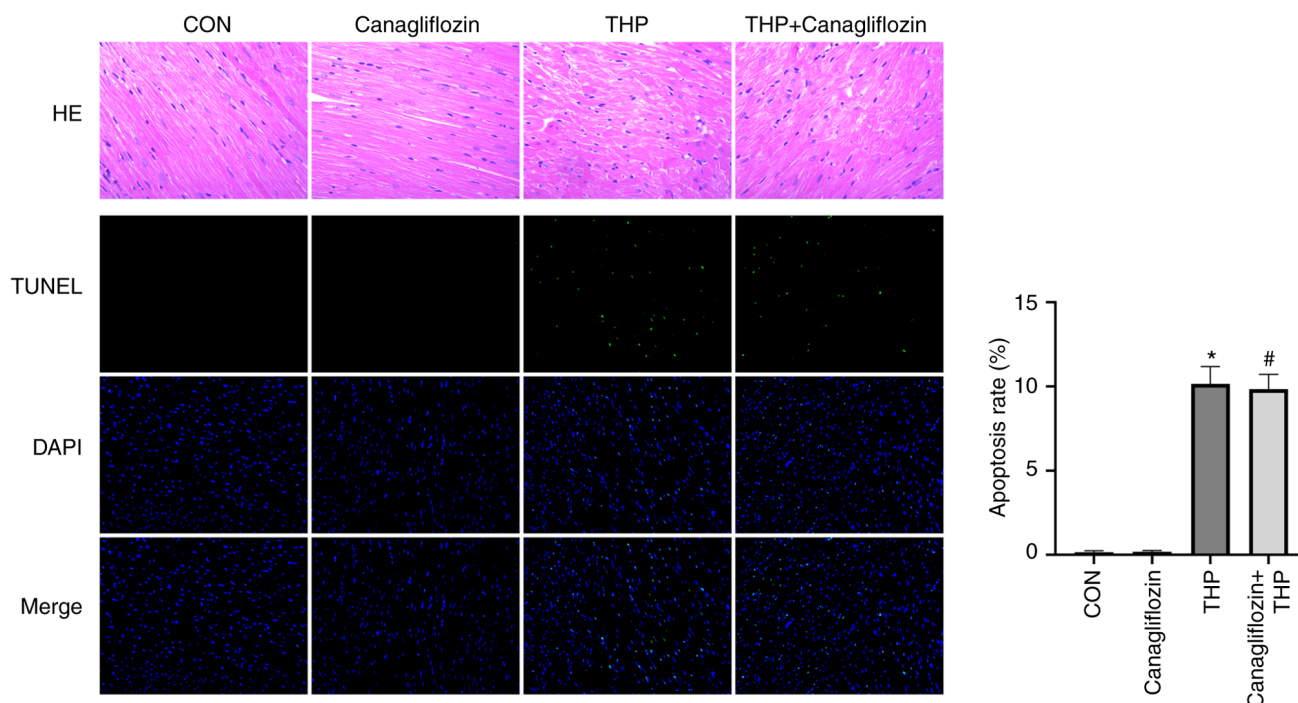 CON Canagliflozin THP THP+Canagliflozin
HE
TUNEL
DAPI
Merge
Apoptosis rate (%)
15
10
5
0
*
#
CON
Canagliflozin
THP
Canagliflozin+
THP